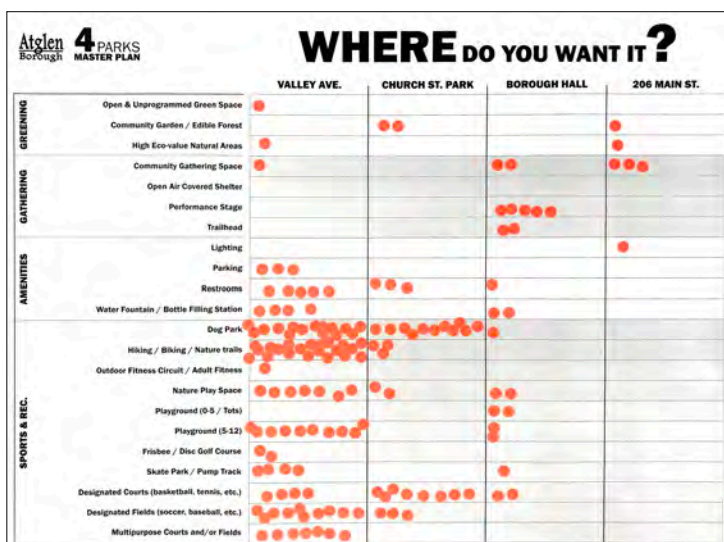 Atglen
Borough
4 PARKS
MASTER PLAN
WHERE DO YOU WANT IT?
VALLEY AVE. CHURCH ST. PARK BOROUGH HALL 206 MAIN ST.
GREENING
Open & Unprogrammed Green Space
Community Garden / Edible Forest
High Eco-value Natural Areas
GATHERING
Community Gathering Space
Open Air Covered Shelter
Performance Stage
Trailhead
AMENITIES
Lighting
Parking
Restrooms
Water Fountain / Bottle Filling Station
SPORTS & REC.
Dog Park
Hiking / Biking / Nature trails
Outdoor Fitness Circuit / Adult Fitness
Nature Play Space
Playground (0-5 / Tots)
Playground (5-12)
Frisbee / Disc Golf Course
Skate Park / Pump Track
Designated Courts (basketball, tennis, etc.)
Designated Fields (soccer, baseball, etc.)
Multipurpose Courts and/or Fields